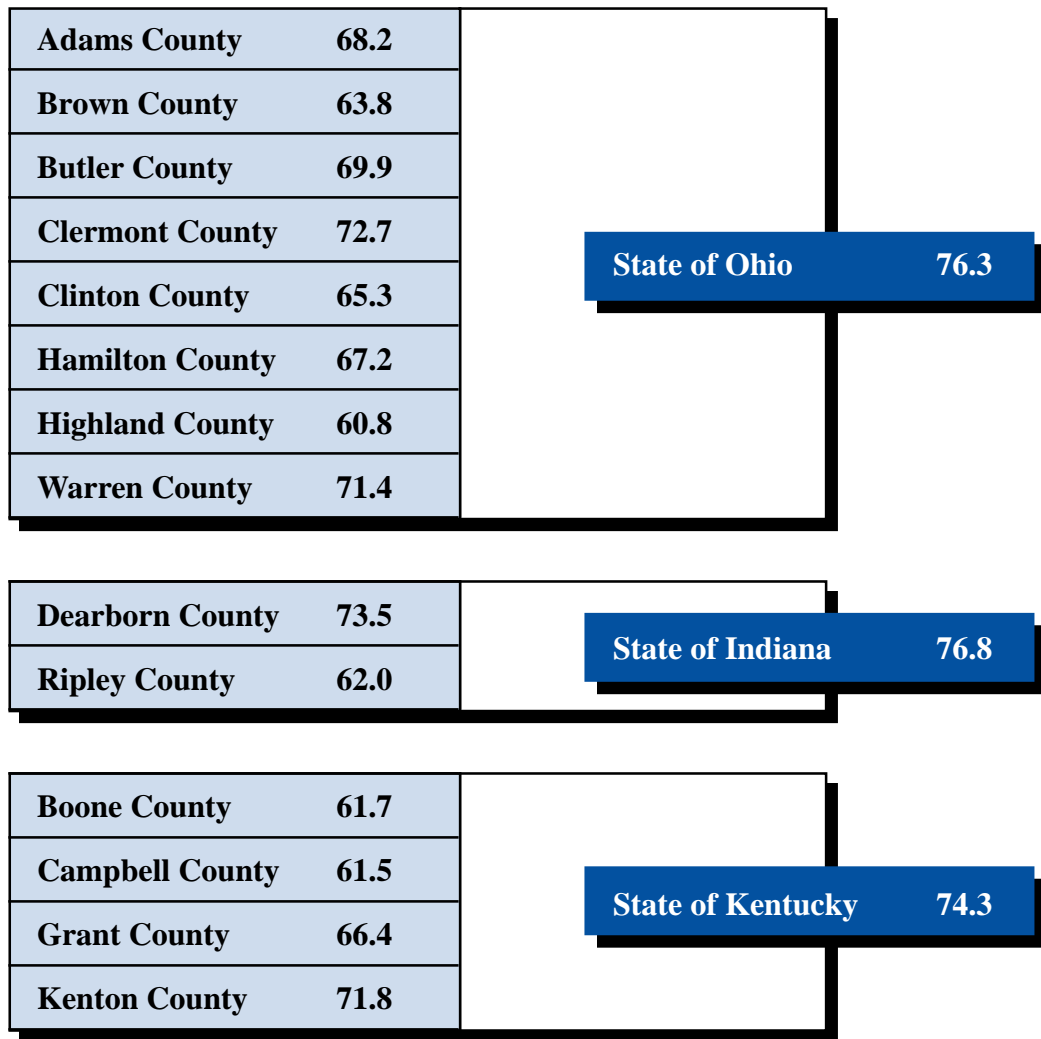 Adams County 68.2
Brown County 63.8
Butler County 69.9
Clermont County 72.7
State of Ohio 76.3
Clinton County 65.3
Hamilton County 67.2
Highland County 60.8
Warren County 71.4
Dearborn County 73.5
State of Indiana 76.8
Ripley County 62.0
Boone County 61.7
Campbell County 61.5
State of Kentucky 74.3
Grant County 66.4
Kenton County 71.8